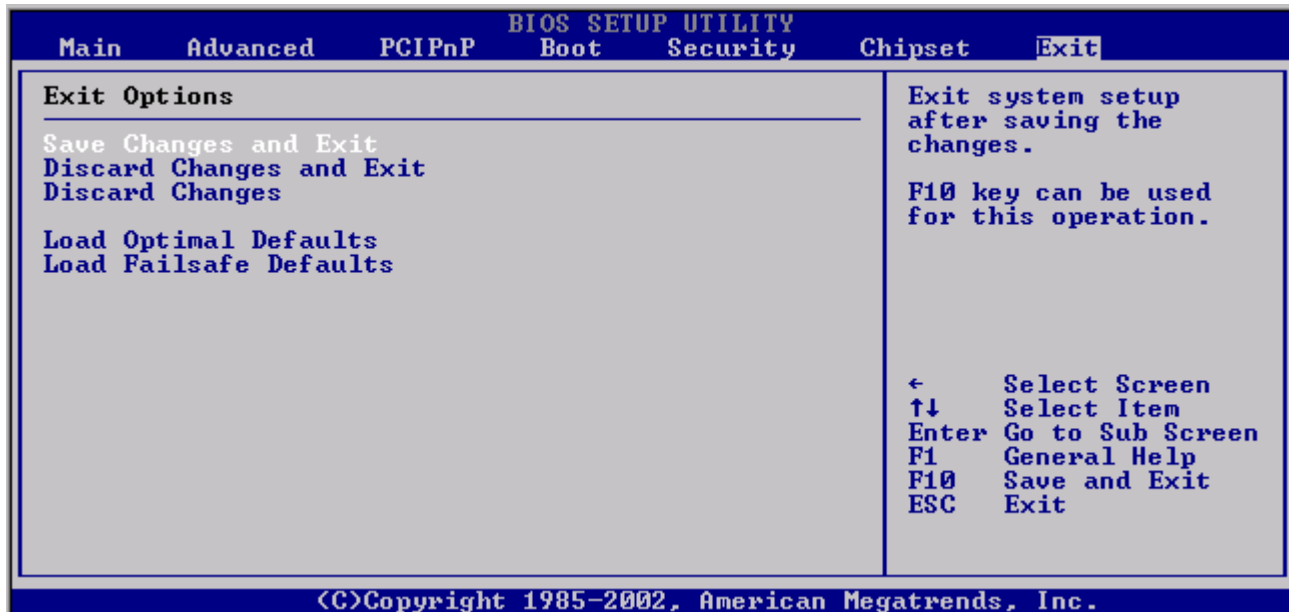 BIOS SETUP UTILITY
Main Advanced PCIPnP Boot Security Chipset Exit
Exit Options
Save Changes and Exit
Discard Changes and Exit
Discard Changes
Load Optimal Defaults
Load Failsafe Defaults
Exit system setup
after saving the
changes.
F10 key can be used
for this operation.
← Select Screen
↑↓ Select Item
Enter Go to Sub Screen
F1 General Help
F10 Save and Exit
ESC Exit
(C)Copyright 1985-2002, American Megatrends, Inc.